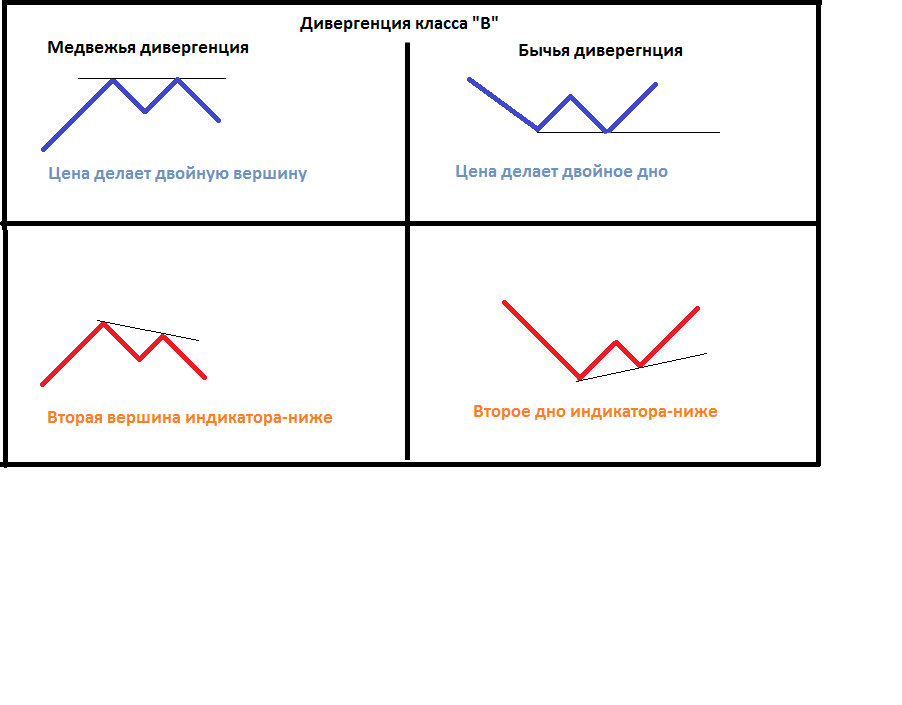 Дивергенция класса "В"
Медвежья дивергенция
Бычья диверегнция
Цена делает двойную вершину
Цена делает двойное дно
Вторая вершина индикатора-ниже
Второе дно индикатора-ниже